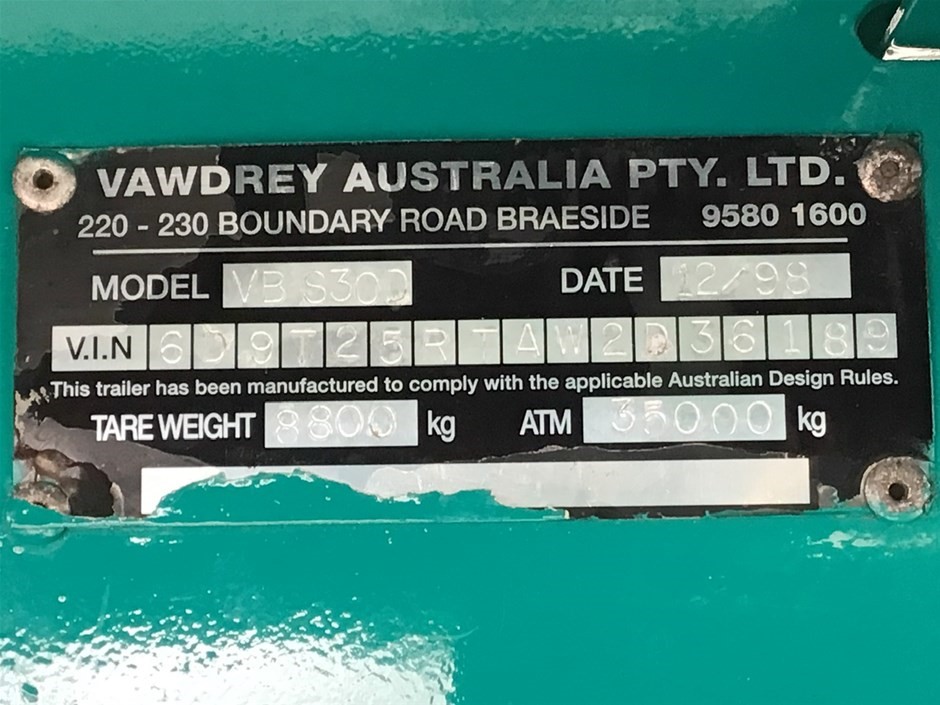 VAWDREY AUSTRALIA PTY. LTD.
220 - 230 BOUNDARY ROAD BRAESIDE 9580 1600
MODEL VB S30D DATE 12/98
V.I.N 6D9T25RTAW2D36189
This trailer has been manufactured to comply with the applicable Australian Design Rules.
TARE WEIGHT 8800 kg ATM 35000 kg